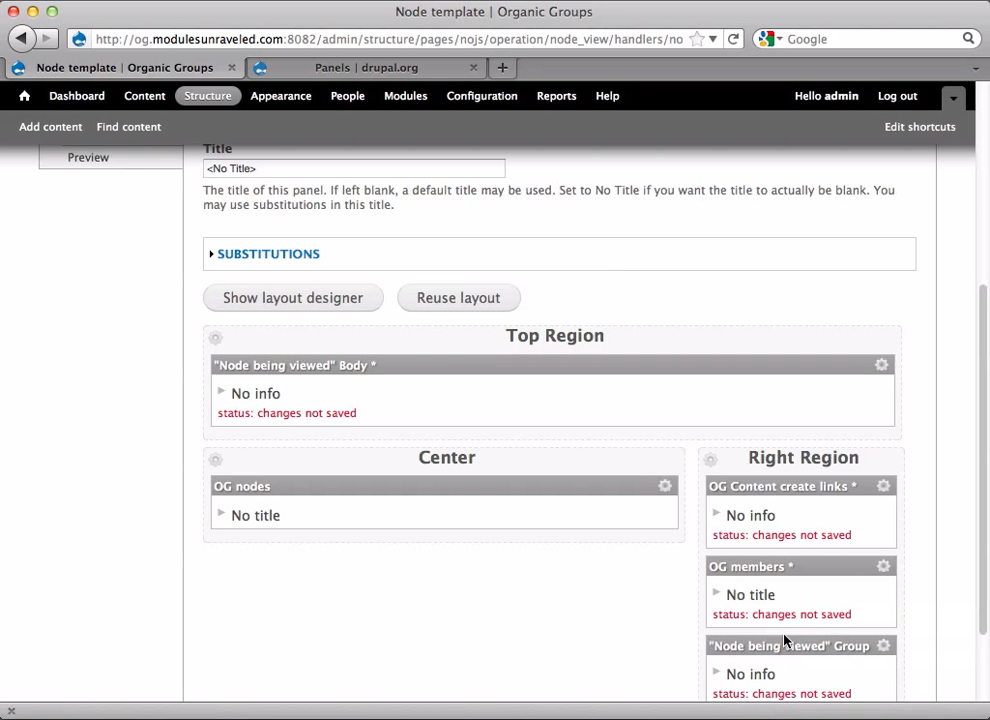 Node template | Organic Groups
http://og.modulesunraveled.com:8082/admin/structure/pages/nojs/operation/node_view/handlers/no
Google
Node template | Organic Groups
Panels | drupal.org
Dashboard Content Structure Appearance People Modules Configuration Reports Help Hello admin Log out
Add content Find content Edit shortcuts
Preview
Title
<No Title>
The title of this panel. If left blank, a default title may be used. Set to No Title if you want the title to actually be blank. You
may use substitutions in this title.
SUBSTITUTIONS
Show layout designer Reuse layout
Top Region
"Node being viewed" Body *
No info
status: changes not saved
Center
OG nodes
No title
Right Region
OG Content create links *
No info
status: changes not saved
OG members *
No title
status: changes not saved
"Node being viewed" Group
No info
status: changes not saved